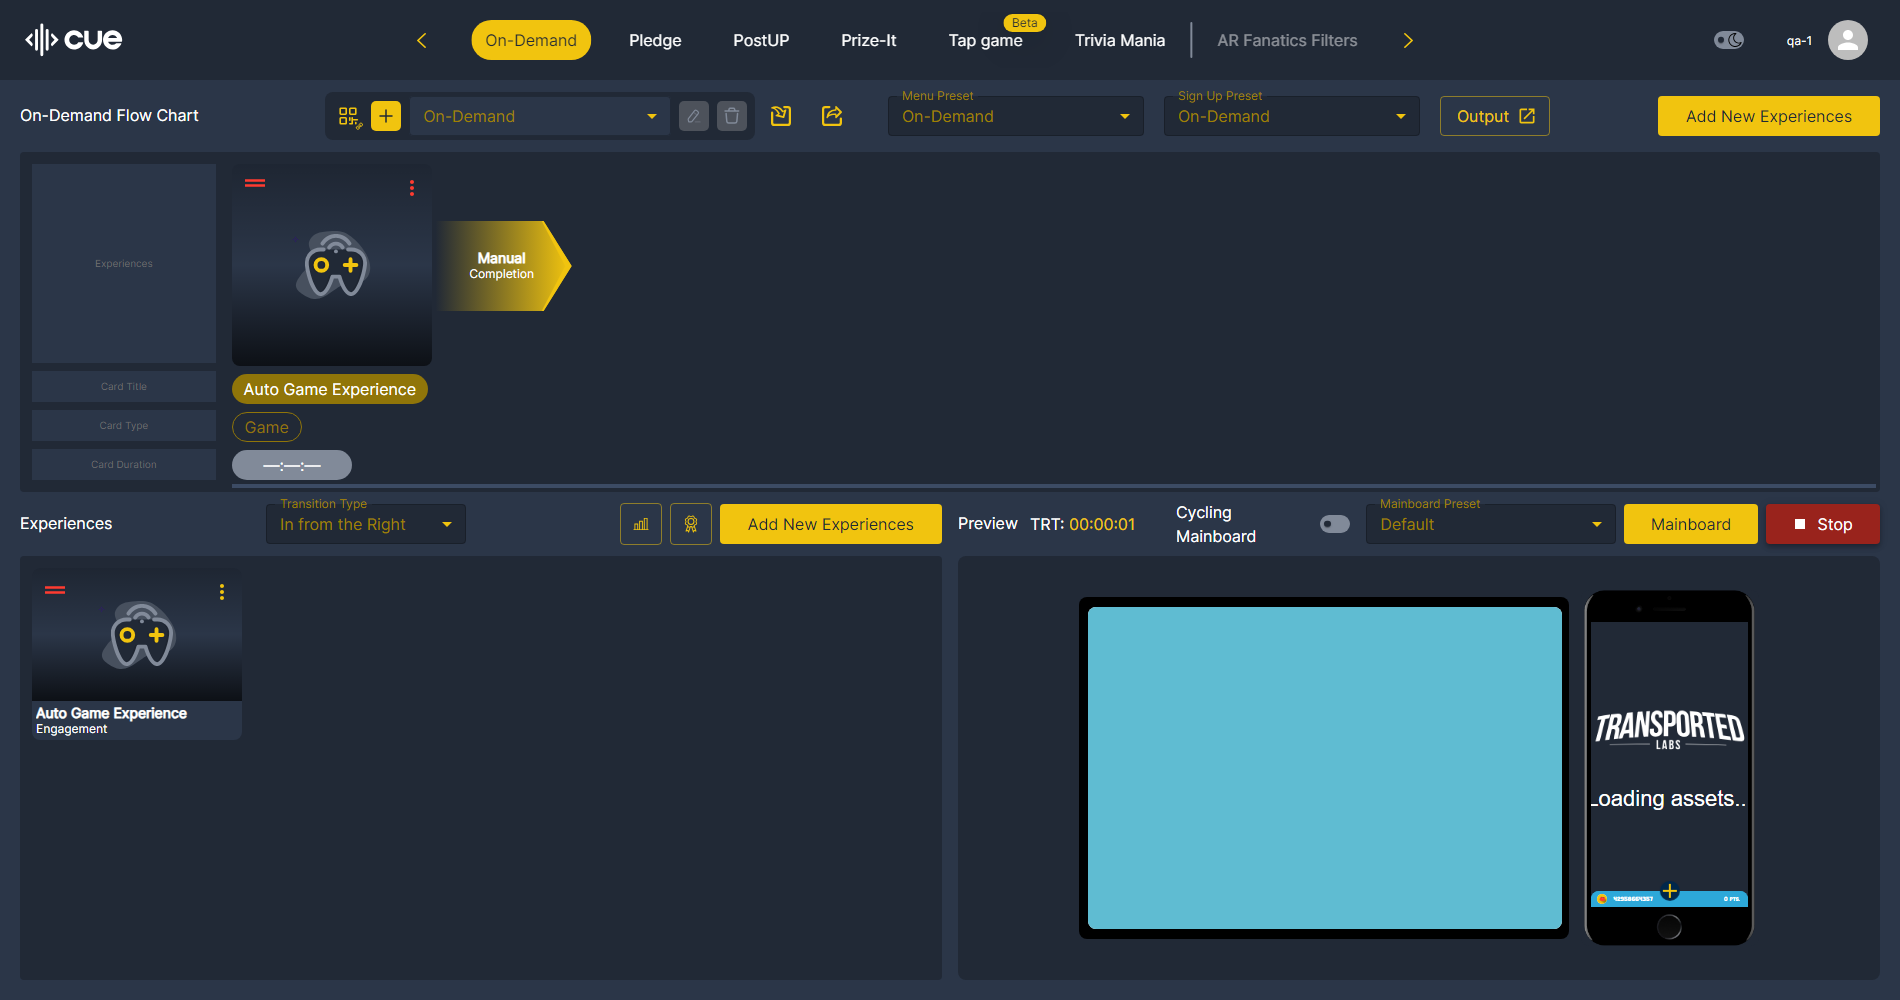 cue
On-Demand
Pledge
PostUP
Prize-It
Tap game
Beta
Trivia Mania
AR Fanatics Filters
qa-1
On-Demand Flow Chart
On-Demand
Menu Preset
On-Demand
Sign Up Preset
On-Demand
Output
Add New Experiences
Experiences
Manual
Completion
Card Title
Auto Game Experience
Card Type
Game
Card Duration
—:—:—
Experiences
Transition Type
In from the Right
Add New Experiences
Preview
TRT: 00:00:01
Cycling
Mainboard
Mainboard Preset
Default
Mainboard
Stop
Auto Game Experience
Engagement
TRANSPORTED
LABS
Loading assets..
0 PTS.